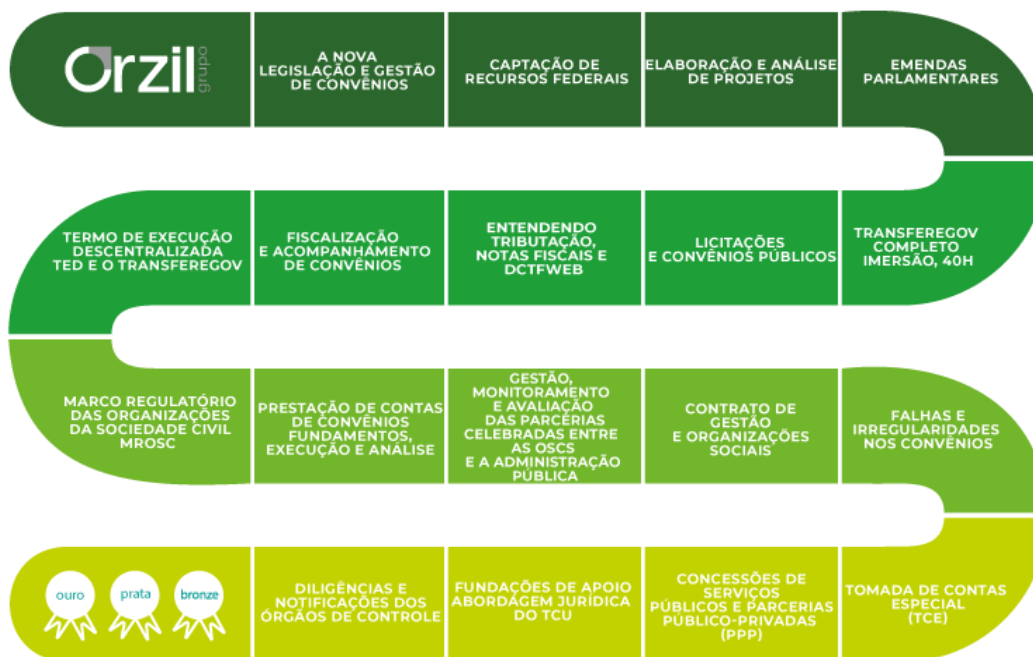 Orzil grupo
A NOVA
LEGISLAÇÃO E GESTÃO
DE CONVÊNIOS
CAPTAÇÃO DE
RECURSOS FEDERAIS
ELABORAÇÃO E ANÁLISE
DE PROJETOS
EMENDAS
PARLAMENTARES
TERMO DE EXECUÇÃO
DESCENTRALIZADA
TED E O TRANSFEREGOV
FISCALIZAÇÃO
E ACOMPANHAMENTO
DE CONVÊNIOS
ENTENDENDO
TRIBUTAÇÃO,
NOTAS FISCAIS E
DCTFWEB
LICITAÇÕES
E CONVÊNIOS PÚBLICOS
TRANSFEREGOV
COMPLETO
IMERSÃO, 40H
MARCO REGULATÓRIO
DAS ORGANIZAÇÕES
DA SOCIEDADE CIVIL
MROSC
PRESTAÇÃO DE CONTAS
DE CONVÊNIOS
FUNDAMENTOS,
EXECUÇÃO E ANÁLISE
GESTÃO,
MONITORAMENTO
E AVALIAÇÃO
DAS PARCÉRIAS
CELEBRADAS ENTRE
AS OSCS
E A ADMINISTRAÇÃO
PÚBLICA
CONTRATO DE
GESTÃO
E ORGANIZAÇÕES
SOCIAIS
FALHAS E
IRREGULARIDADES
NOS CONVÊNIOS
ouro
prata
bronze
DILIGÊNCIAS E
NOTIFICAÇÕES DOS
ÓRGÃOS DE CONTROLE
FUNDAÇÕES DE APOIO
ABORDAGEM JURÍDICA
DO TCU
CONCESSÕES DE
SERVIÇOS
PÚBLICOS E PARCERIAS
PÚBLICO-PRIVADAS
(PPP)
TOMADA DE CONTAS
ESPECIAL
(TCE)